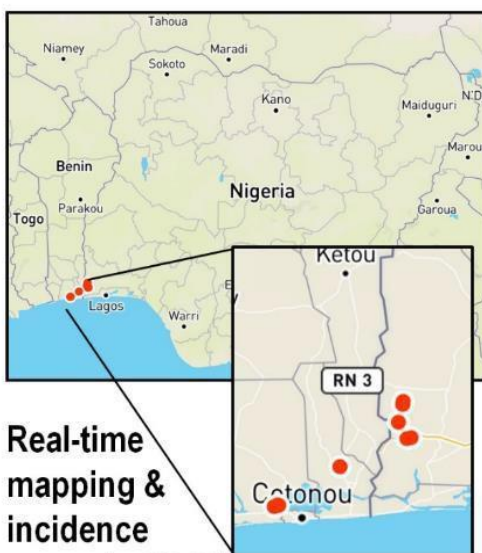 Tahoua
Niamey
Maradi
Sokoto
Kano
Maiduguri
N'D
Marou
Benin
Nigeria
Parakou
Garoua
Togo
Lagos
Warri
Ketou
RN 3
Cotonou
Real-time
mapping &
incidence